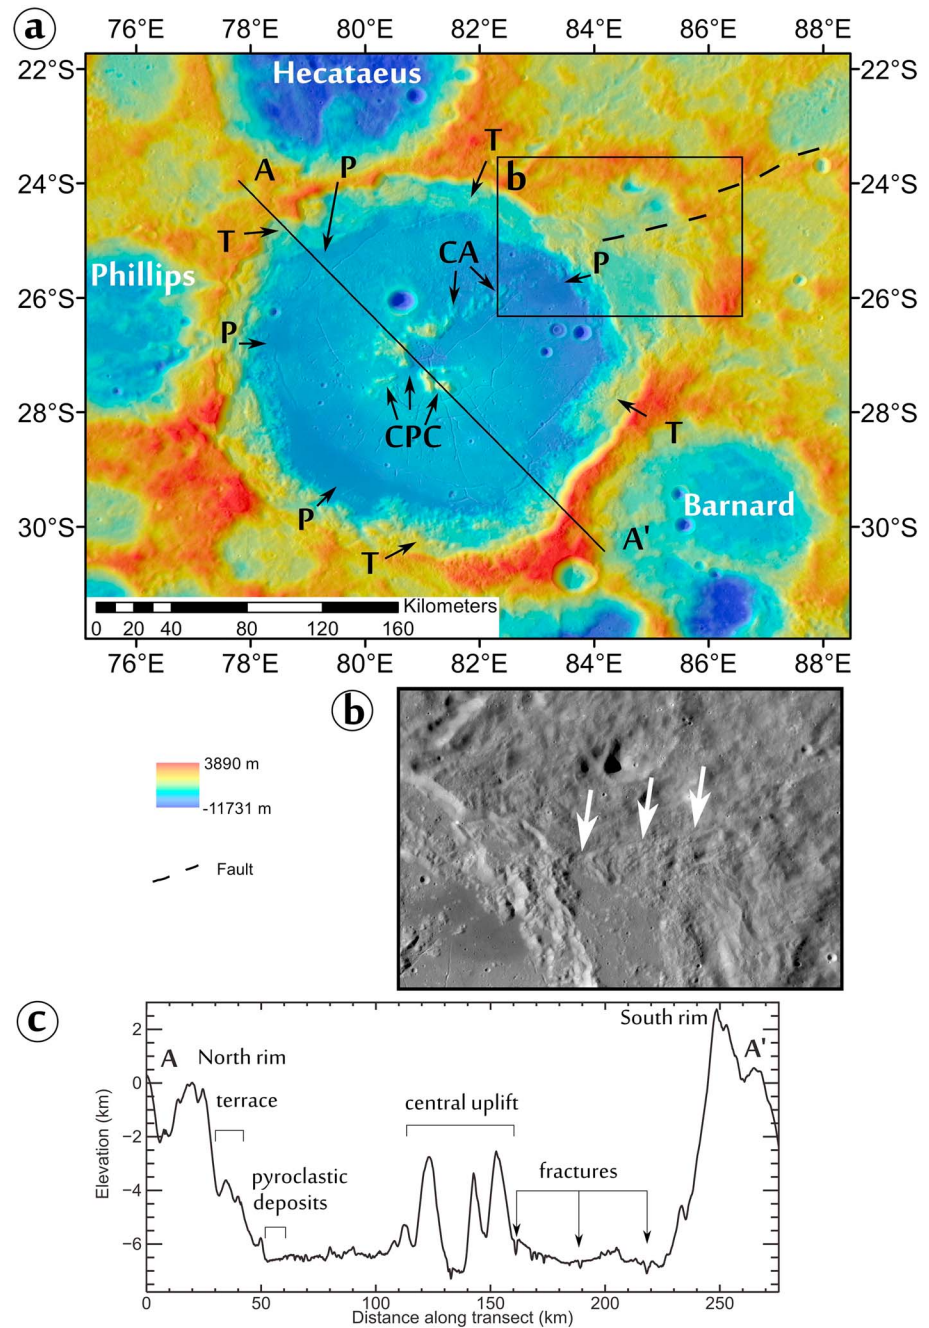 a
76°E 78°E 80°E 82°E 84°E 86°E 88°E
22°S 22°S
Hecataeus
T
A P
24°S b 24°S
T CA P
Phillips
26°S 26°S
P
28°S 28°S
CPC T
P
Barnard
30°S 30°S
A'
T
Kilometers
0 20 40 80 120 160
76°E 78°E 80°E 82°E 84°E 86°E 88°E
b
3890 m
-11731 m
Fault
c
South rim
2
A North rim A'
0
terrace
central uplift
−2
Elevation (km)
fractures
pyroclastic
deposits
−4
−6
0 50 100 150 200 250
Distance along transect (km)